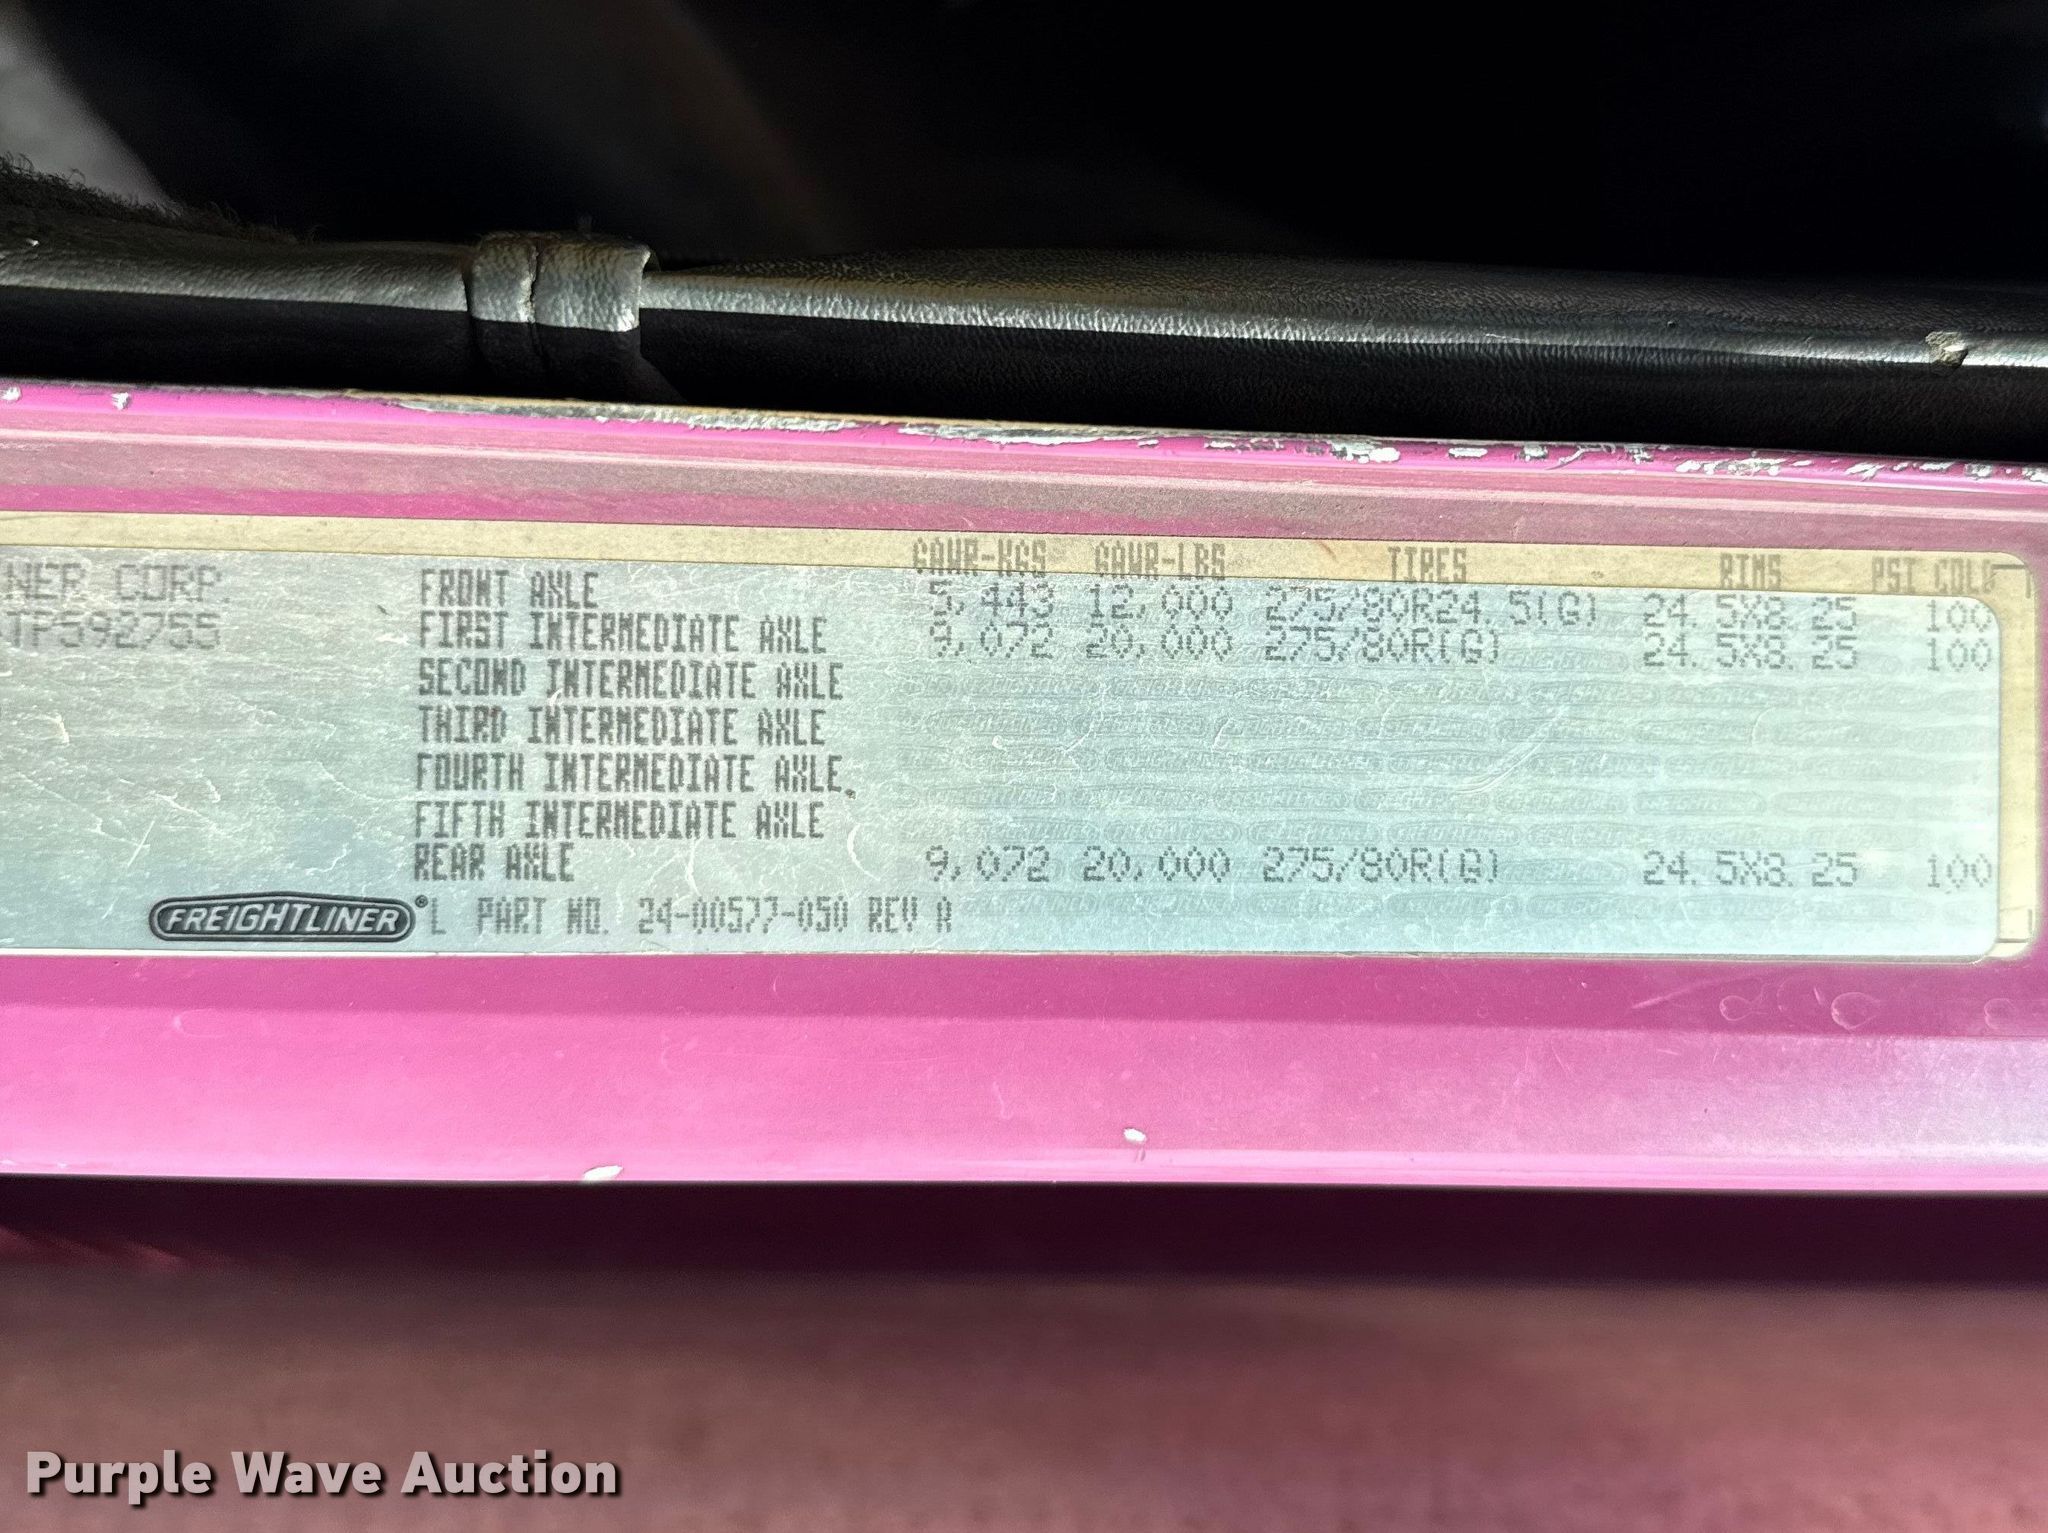 GAWR-KGS GAWR-LBS TIRES RIMS PSI COLD
NER CORP. FRONT AXLE 5,443 12,000 275/80R24.5(G) 24.5X8.25 100
TP592755 FIRST INTERMEDIATE AXLE 9,072 20,000 275/80R(G) 24.5X8.25 100
SECOND INTERMEDIATE AXLE
THIRD INTERMEDIATE AXLE
FOURTH INTERMEDIATE AXLE
FIFTH INTERMEDIATE AXLE
REAR AXLE 9,072 20,000 275/80R(G) 24.5X8.25 100
FREIGHTLINER® L PART NO. 24-00577-050 REV A
Purple Wave Auction